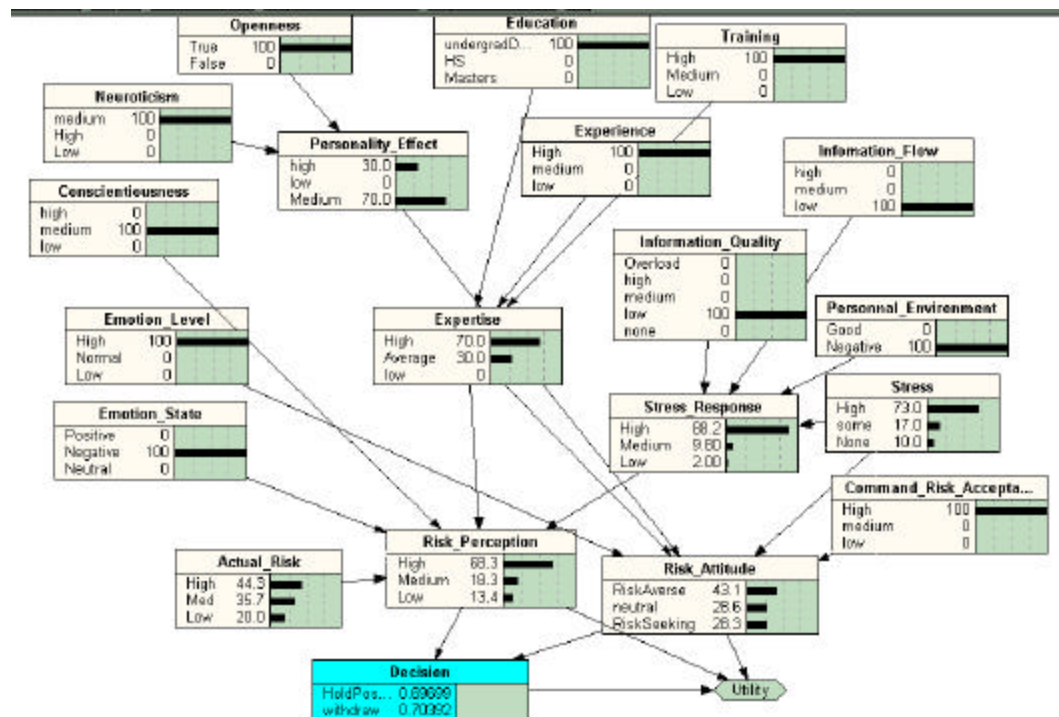 Openness
True 100
False 0
Education
undergradD... 100
HS 0
Masters 0
Training
High 100
Medium 0
Low 0
Neuroticism
medium 100
High 0
Low 0
Personality_Effect
high 30.0
low 0
Medium 70.0
Experience
High 100
medium 0
low 0
Infomation_Flow
high 0
medium 0
low 100
Conscientiousness
high 0
medium 100
low 0
Information_Quality
Overload 0
high 0
medium 0
low 100
none 0
Emotion_Level
High 100
Normal 0
Low 0
Expertise
High 70.0
Average 30.0
low 0
Personnal_Environment
Good 0
Negative 100
Stress
High 73.0
some 17.0
None 10.0
Emotion_State
Positive 0
Negative 100
Neutral 0
Stress_Response
High 88.2
Medium 9.80
Low 2.00
Command_Risk_Accepta...
High 100
medium 0
low 0
Risk_Perception
High 68.3
Medium 18.3
Low 13.4
Actual_Risk
High 44.3
Med 35.7
Low 20.0
Risk_Attitude
RiskAverse 43.1
neutral 28.6
RiskSeeking 28.3
Decision
HoldPos...
withdraw 0.70392
Utility